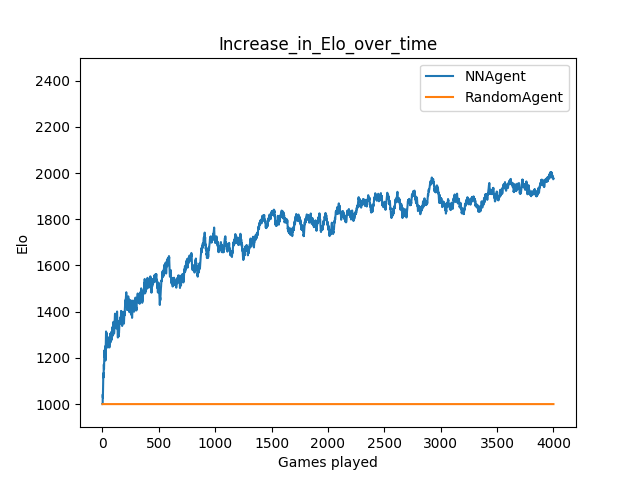 Increase_in_Elo_over_time
NNAgent
RandomAgent
2400
2200
2000
1800
1600
1400
1200
1000
Elo
0 500 1000 1500 2000 2500 3000 3500 4000
Games played